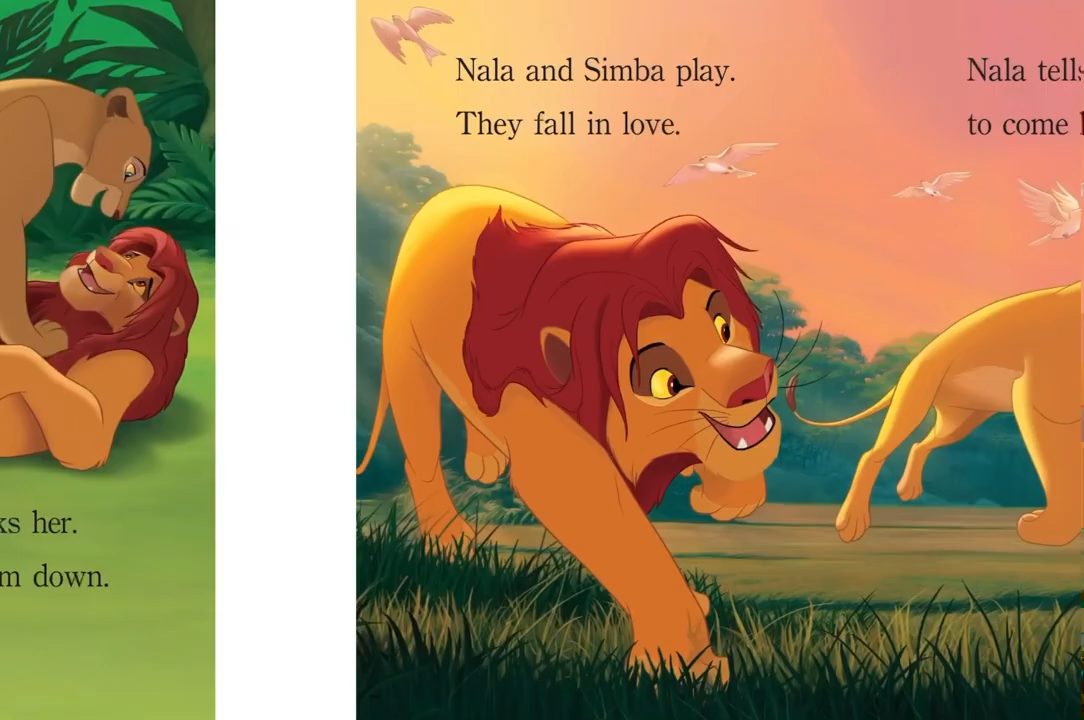 ks her.
m down.
Nala and Simba play.
They fall in love.
Nala tells
to come